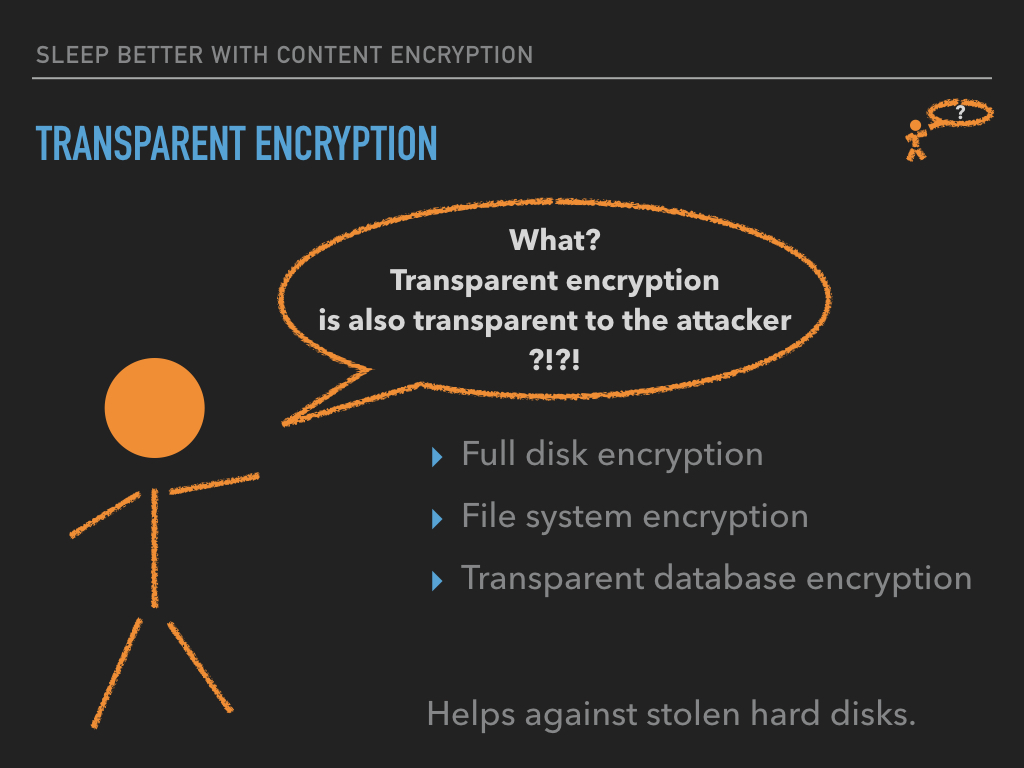 SLEEP BETTER WITH CONTENT ENCRYPTION
TRANSPARENT ENCRYPTION
?
What?
Transparent encryption
is also transparent to the attacker
?!?!
Full disk encryption
File system encryption
Transparent database encryption
Helps against stolen hard disks.